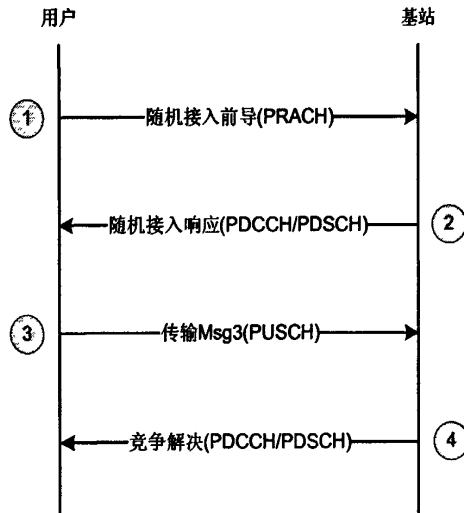 用户 基站
① 随机接入前导(PRACH)
随机接入响应(PDCCH/PDSCH) ②
③ 传输Msg3(PUSCH)
竞争解决(PDCCH/PDSCH) ④